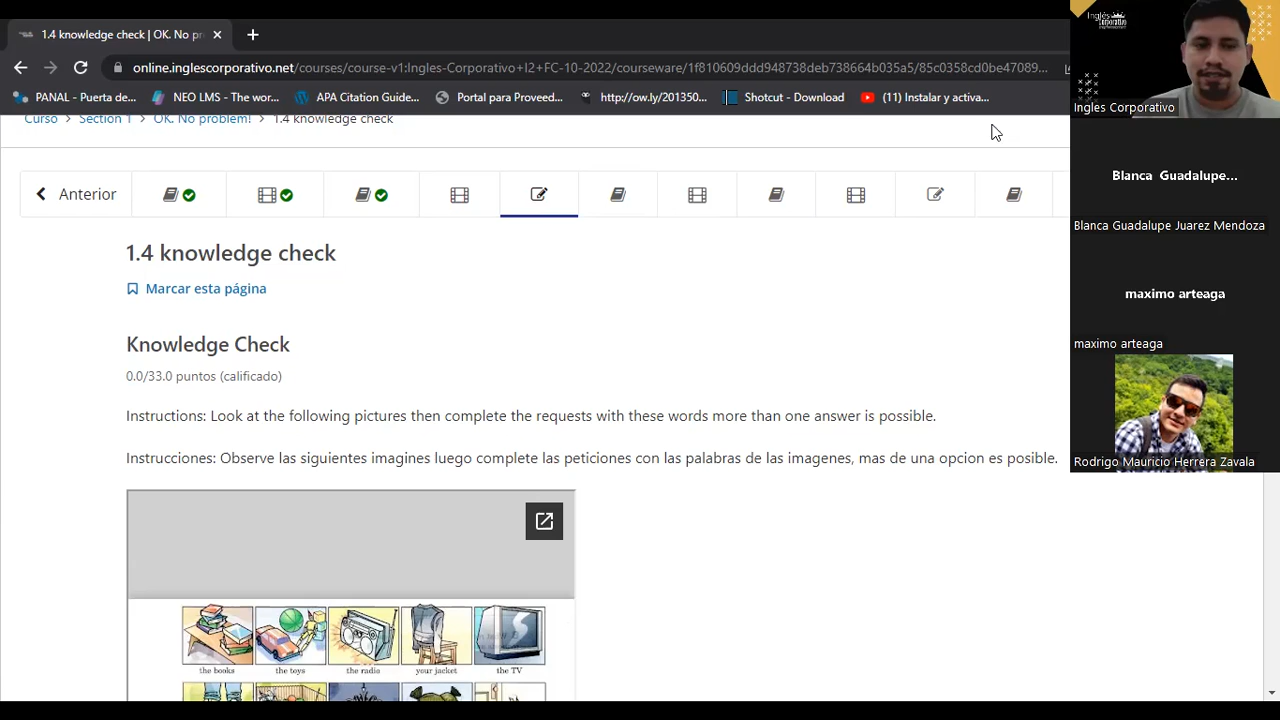 1.4 knowledge check | OK. No pr
online.inglescorporativo.net/courses/course-v1:Ingles-Corporativo+I2+FC-10-2022/courseware/1f810609ddd948738deb738664b035a5/85c0358cd0be47089...
PANAL - Puerta de... NEO LMS - The wor... APA Citation Ge... Portal para Proveei... http://ow.ly/201350... Shotcut - Download (11) Instalar y activa...
Curso > Section 1 > OK. No problem! > 1.4 knowledge check
Anterior
1.4 knowledge check
Marcar esta página
Knowledge Check
0.0/33.0 puntos (calificado)
Instructions: Look at the following pictures then complete the requests with these words more than one answer is possible.
Instrucciones: Observe las siguientes imagines luego complete las peticiones con las palabras de las imagenes, mas de una opcion es posible.
the books the toys the radio your jacket the TV
Inglés
Corporativo
Ingles Corporativo
Blanca Guadalupe...
Blanca Guadalupe Juarez Mendoza
maximo arteaga
maximo arteaga
Rodrigo Mauricio Herrera Zavala